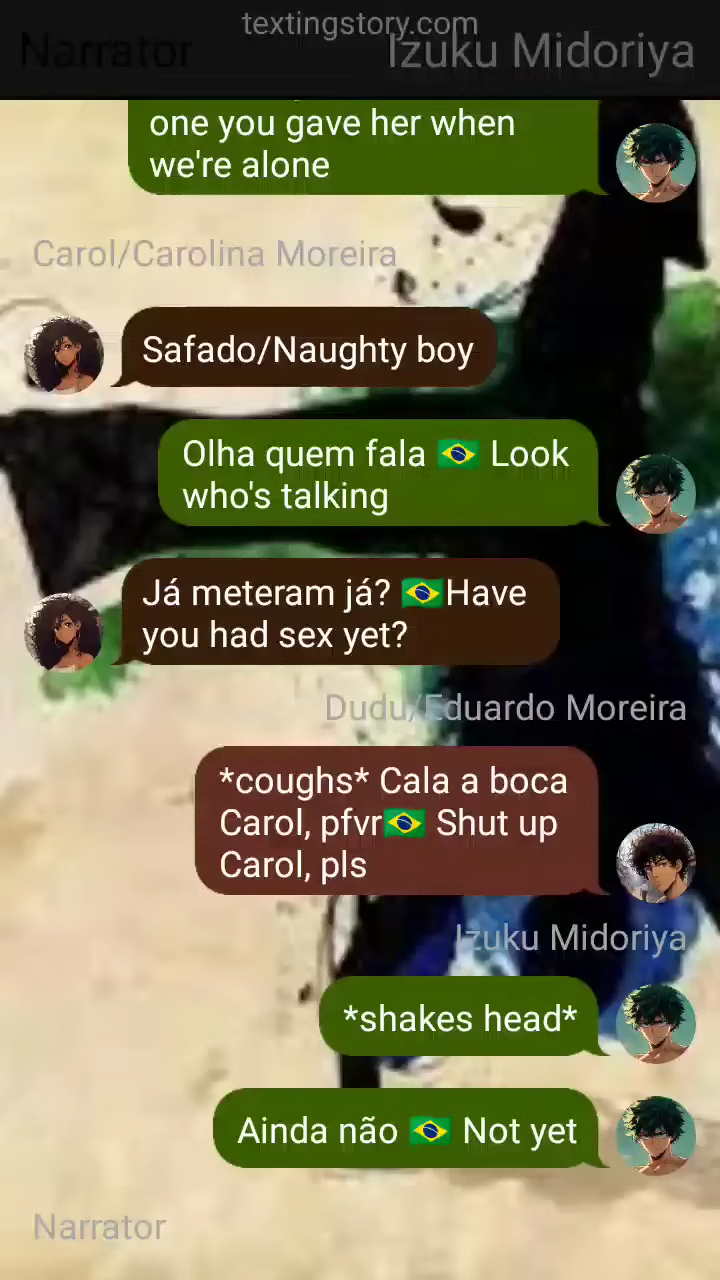 textingstory.com
Narrator
Izuku Midoriya
one you gave her when
we're alone
Carol/Carolina Moreira
Safado/Naughty boy
Olha quem fala 🇧🇷 Look
who's talking
Já meteram já? 🇧🇷Have
you had sex yet?
Dudu/Eduardo Moreira
*coughs* Cala a boca
Carol, pfvr🇧🇷 Shut up
Carol, pls
Izuku Midoriya
*shakes head*
Ainda não 🇧🇷 Not yet
Narrator